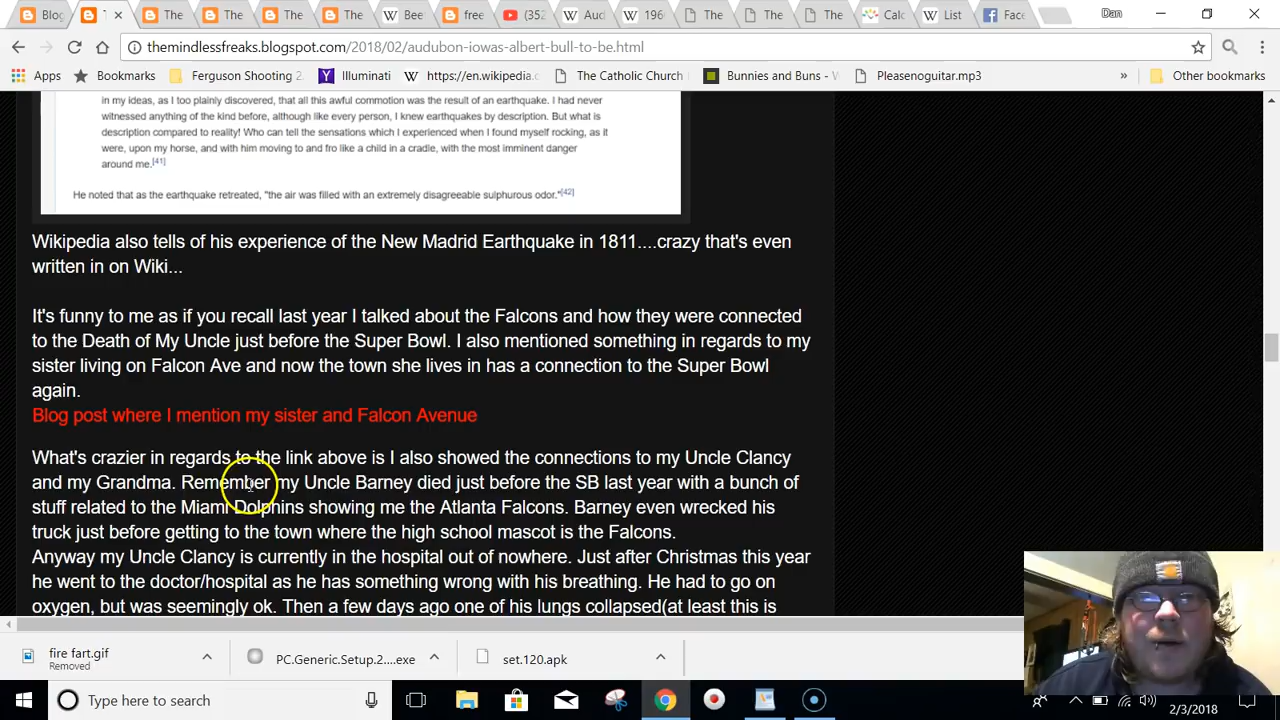 Blog
T
The
The
The
The
Bee
free
(352
Aud
196
The
The
The
Calc
List
Fac
Dan
themindlessfreaks.blogspot.com/2018/02/audubon-iowas-albert-bull-to-be.html
Apps
Bookmarks
Ferguson Shooting 2.
Illuminati
https://en.wikipedia.c
The Catholic Church
Bunnies and Buns - W
Pleasenoguitar.mp3
»
Other bookmarks
in my ideas, as I too plainly discovered, that all this awful commotion was the result of an earthquake. I had never
witnessed anything of the kind before, although like every person, I knew earthquakes by description. But what is
description compared to reality! Who can tell the sensations which I experienced when I found myself rocking, as it
were, upon my horse, and with him moving to and fro like a child in a cradle, with the most imminent danger
around me.[41]
He noted that as the earthquake retreated, "the air was filled with an extremely disagreeable sulphurous odor."[42]
Wikipedia also tells of his experience of the New Madrid Earthquake in 1811....crazy that's even
written in on Wiki...
It's funny to me as if you recall last year I talked about the Falcons and how they were connected
to the Death of My Uncle just before the Super Bowl. I also mentioned something in regards to my
sister living on Falcon Ave and now the town she lives in has a connection to the Super Bowl
again.
Blog post where I mention my sister and Falcon Avenue
What's crazier in regards to the link above is I also showed the connections to my Uncle Clancy
and my Grandma. Remember my Uncle Barney died just before the SB last year with a bunch of
stuff related to the Miami Dolphins showing me the Atlanta Falcons. Barney even wrecked his
truck just before getting to the town where the high school mascot is the Falcons.
Anyway my Uncle Clancy is currently in the hospital out of nowhere. Just after Christmas this year
he went to the doctor/hospital as he has something wrong with his breathing. He had to go on
oxygen, but was seemingly ok. Then a few days ago one of his lungs collapsed(at least this is
fire fart.gif
Removed
PC.Generic.Setup.2....exe
set.120.apk
Type here to search
2/3/2018